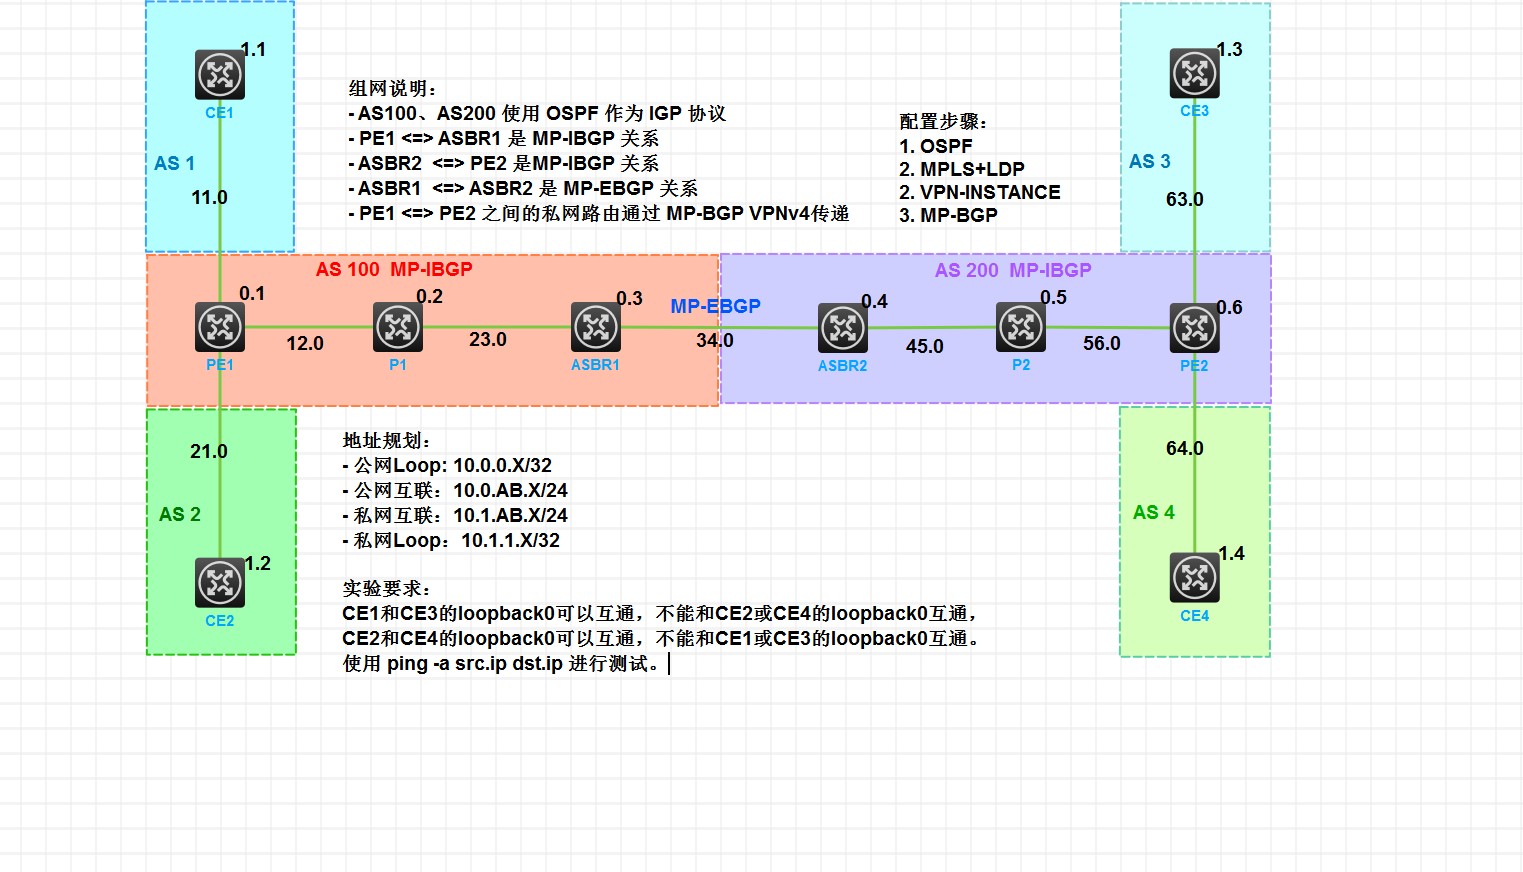 1.1
CE1
AS 1
11.0
组网说明：
- AS100、AS200 使用 OSPF 作为 IGP 协议
- PE1 <=> ASBR1 是 MP-IBGP 关系
- ASBR2  <=> PE2 是MP-IBGP 关系
- ASBR1  <=> ASBR2 是 MP-EBGP 关系
- PE1 <=> PE2 之间的私网路由通过 MP-BGP VPNv4传递
配置步骤：
1. OSPF
2. MPLS+LDP
2. VPN-INSTANCE
3. MP-BGP
1.3
CE3
AS 3
63.0
AS 100  MP-IBGP
0.1
PE1
12.0
0.2
P1
23.0
0.3
ASBR1
MP-EBGP
34.0
AS 200  MP-IBGP
0.4
ASBR2
45.0
0.5
P2
56.0
0.6
PE2
21.0
AS 2
1.2
CE2
地址规划：
- 公网Loop: 10.0.0.X/32
- 公网互联：10.0.AB.X/24
- 私网互联：10.1.AB.X/24
- 私网Loop：10.1.1.X/32
实验要求：
CE1和CE3的loopback0可以互通，不能和CE2或CE4的loopback0互通，
CE2和CE4的loopback0可以互通，不能和CE1或CE3的loopback0互通。
使用 ping -a src.ip dst.ip 进行测试。
64.0
AS 4
1.4
CE4